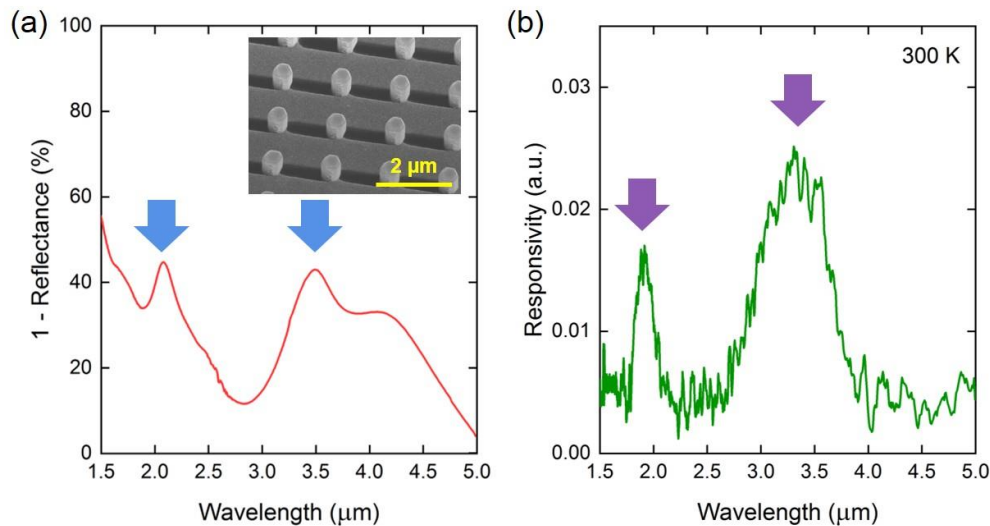 (a)
1 - Reflectance (%)
100
80
60
40
20
0
2 μm
1.5 2.0 2.5 3.0 3.5 4.0 4.5 5.0
Wavelength (μm)
(b)
300 K
Responsivity (a.u.)
0.03
0.02
0.01
0.00
1.5 2.0 2.5 3.0 3.5 4.0 4.5 5.0
Wavelength (μm)